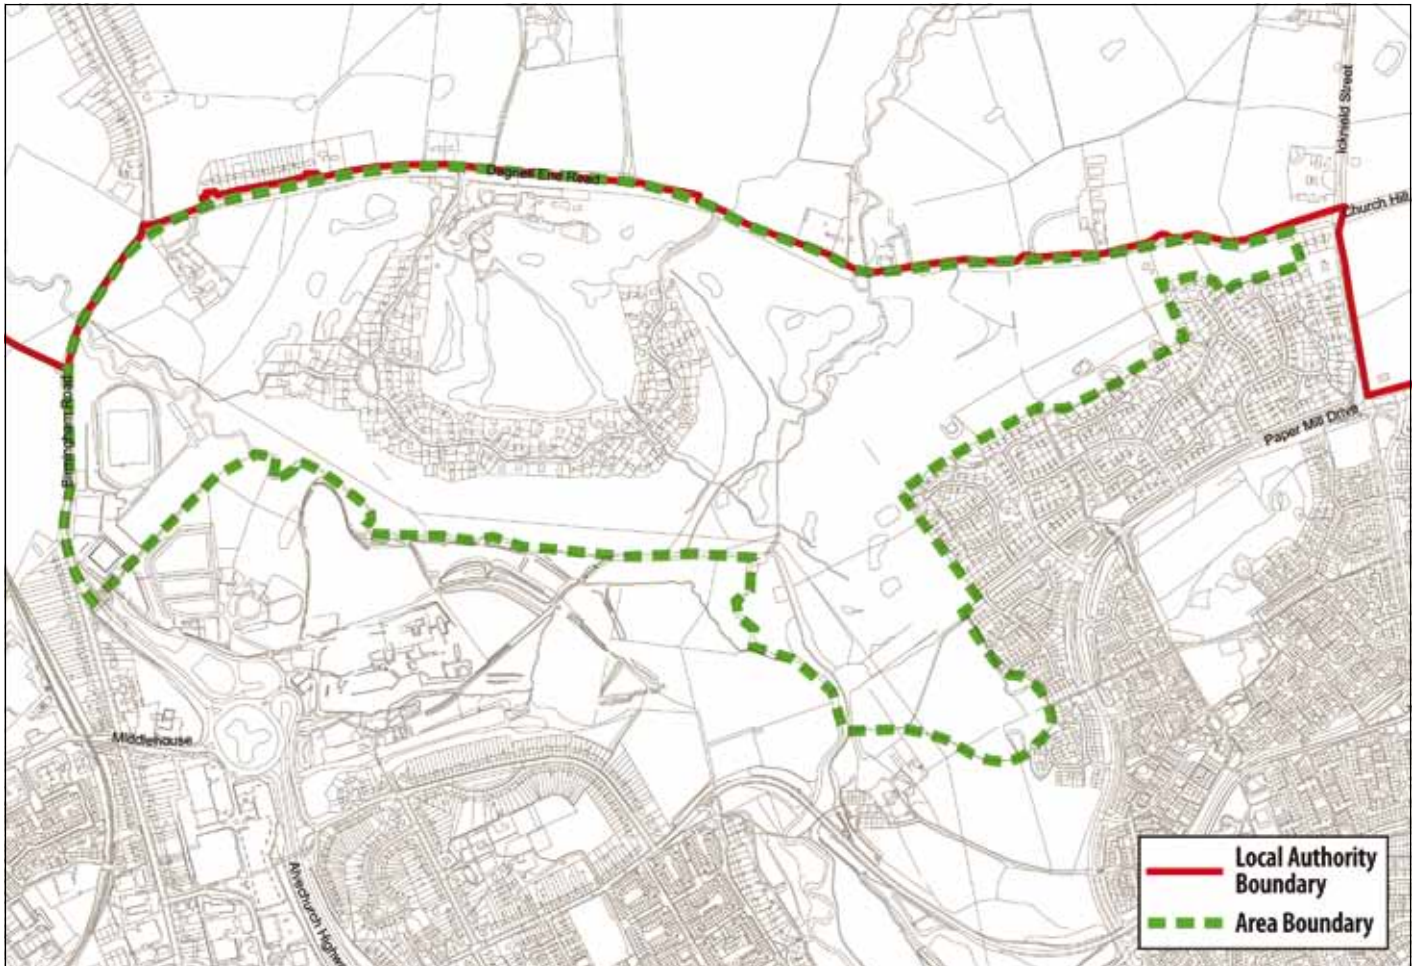 Icknield Street
Dagnell End Road
Church Hill
Birmingham Road
Paper Mill Drive
Middlehouse
Alvechurch Highw
Local Authority
Boundary
Area Boundary